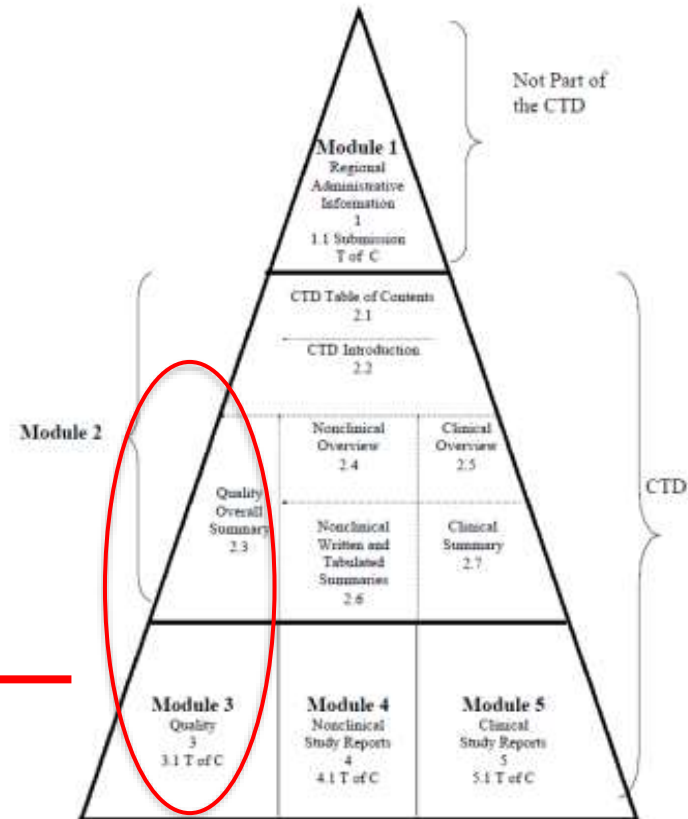 Not Part of
the CTD
Module 1
Regional
Administrative
Information
1
1.1 Submission
T of C
CTD Table of Contents
2.1
CTD Introduction
2.2
Module 2
Nonclinical
Overview
2.4
Clinical
Overview
2.5
CTD
Quality
Overall
Summary
2.3
Nonclinical
Written and
Tabulated
Summaries
2.6
Clinical
Summary
2.7
Module 3
Quality
3
3.1 T of C
Module 4
Nonclinical
Study Reports
4
4.1 T of C
Module 5
Clinical
Study Reports
5
5.1 T of C